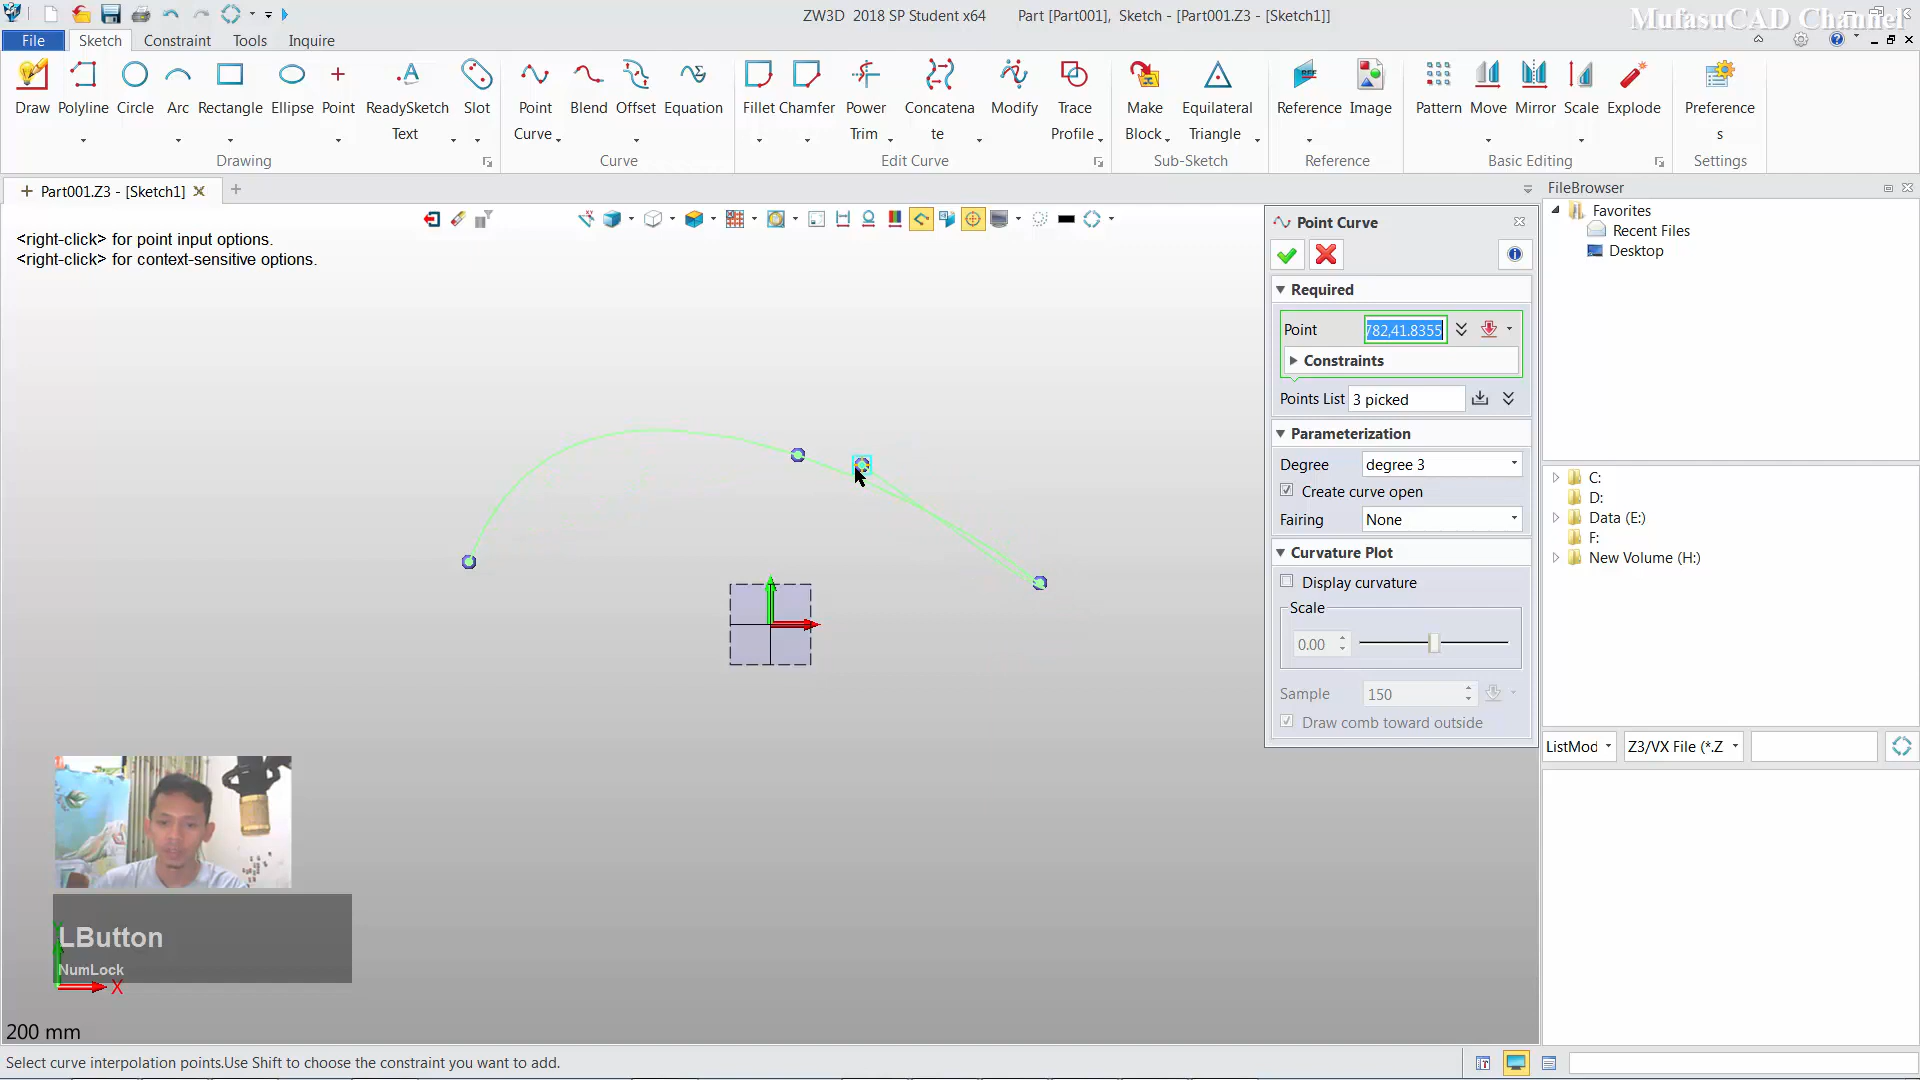 ZW3D 2018 SP Student x64 Part [Part001], Sketch - [Part001.Z3 - [Sketch1]]
MufasuCAD Channel
File Sketch Constraint Tools Inquire
Draw Polyline Circle Arc Rectangle Ellipse Point ReadySketch Text Slot
Drawing
Point Curve Blend Offset Equation
Curve
Fillet Chamfer Power Trim Concatena te Modify Trace Profile
Edit Curve
Make Block Equilateral Triangle
Sub-Sketch
Reference Image
Reference
Pattern Move Mirror Scale Explode
Basic Editing
Preference s
Settings
Part001.Z3 - [Sketch1]
<right-click> for point input options.
<right-click> for context-sensitive options.
Point Curve
Required
Point 782,41.8355
Constraints
Points List 3 picked
Parameterization
Degree degree 3
Create curve open
Fairing None
Curvature Plot
Display curvature
Scale
0.00
Sample 150
Draw comb toward outside
FileBrowser
Favorites
Recent Files
Desktop
C:
D:
Data (E:)
F:
New Volume (H:)
ListMod Z3/VX File (*.Z
LButton
NumLock
X
200 mm
Select curve interpolation points.Use Shift to choose the constraint you want to add.